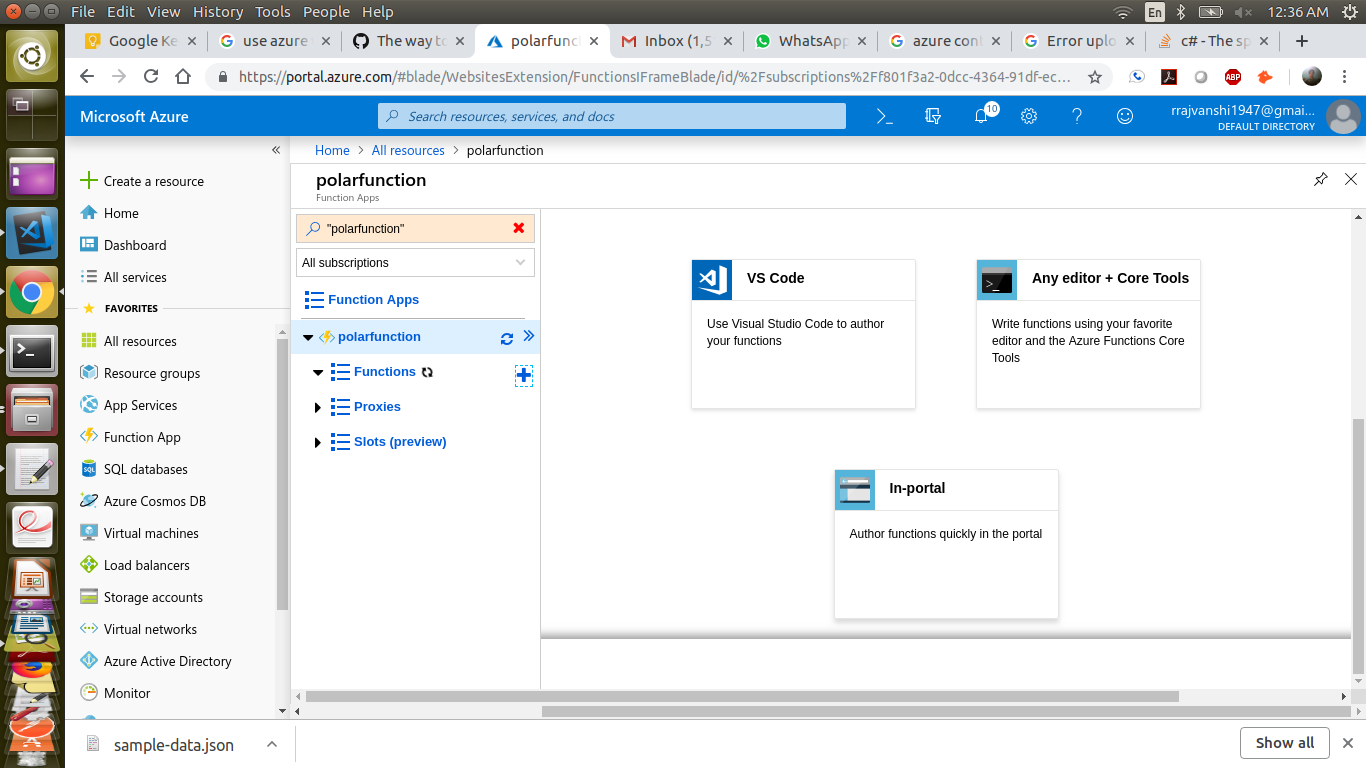 File Edit View History Tools People Help
En
12:36 AM
Google Ke
use azure
The way to
polarfunct
Inbox (1,5
WhatsApp
azure con
Error uplo
c# - The sp
https://portal.azure.com/#blade/WebsitesExtension/FunctionsIFrameBlade/id/%2Fsubscriptions%2Ff801f3a2-0dcc-4364-91df-ec...
ABP
Microsoft Azure
Search resources, services, and docs
10
rrajvanshi1947@gmai...
DEFAULT DIRECTORY
Home > All resources > polarfunction
polarfunction
Function Apps
Create a resource
Home
Dashboard
All services
FAVORITES
All resources
Resource groups
App Services
Function App
SQL databases
Azure Cosmos DB
Virtual machines
Load balancers
Storage accounts
Virtual networks
Azure Active Directory
Monitor
"polarfunction"
All subscriptions
Function Apps
polarfunction
Functions
Proxies
Slots (preview)
VS Code
Use Visual Studio Code to author
your functions
Any editor + Core Tools
Write functions using your favorite
editor and the Azure Functions Core
Tools
In-portal
Author functions quickly in the portal
sample-data.json
Show all